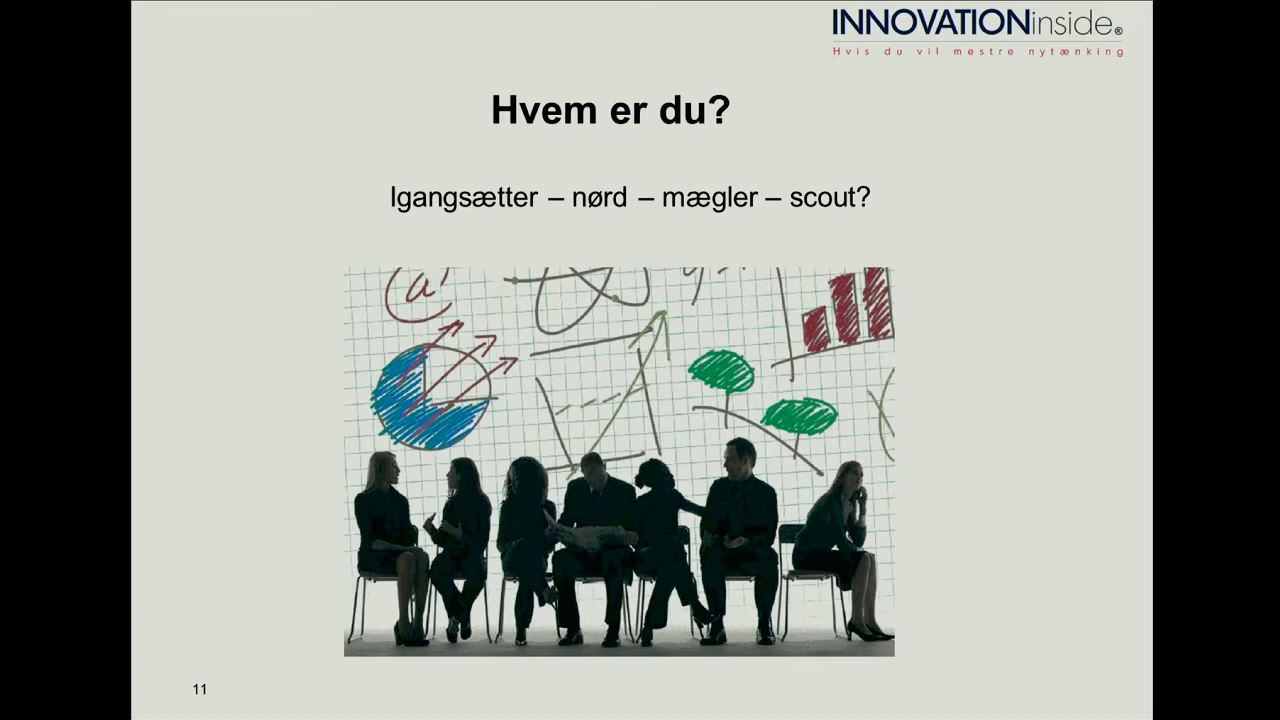 INNOVATIONinside®
Hvis du vil mestre nytænking
Hvem er du?
Igangsætter – nørd – mægler – scout?
a
11